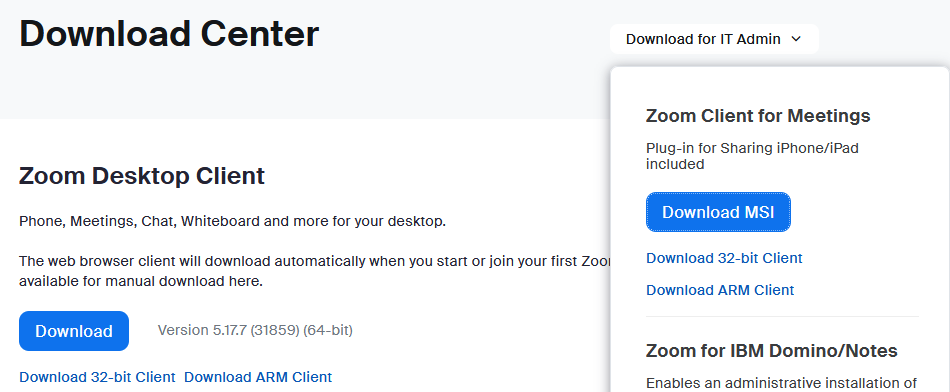 Download Center
Download for IT Admin
Zoom Desktop Client
Phone, Meetings, Chat, Whiteboard and more for your desktop.
The web browser client will download automatically when you start or join your first
available for manual download here.
Download
Version 5.17.7 (31859) (64-bit)
Download 32-bit Client Download ARM Client
Zoom Client for Meetings
Plug-in for Sharing iPhone/iPad
included
Download MSI
Download 32-bit Client
Download ARM Client
Zoom for IBM Domino/Notes
Enables an administrative installation of